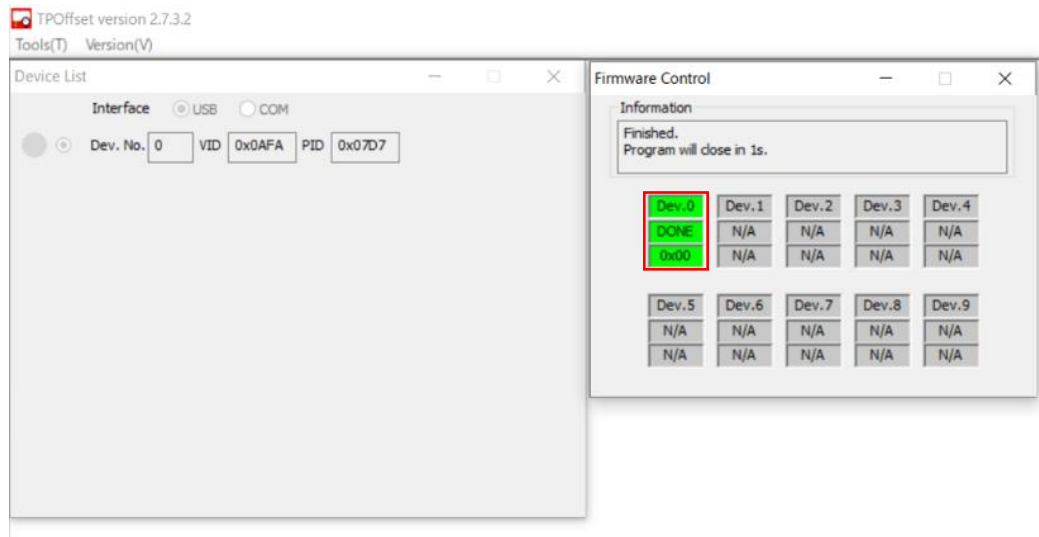 TPOffset version 2.7.3.2
Tools(T) Version(V)
Device List
Interface USB COM
Dev. No. 0 VID 0x0AFA PID 0x07D7
Firmware Control
Information
Finished.
Program will close in 1s.
Dev.0 Dev.1 Dev.2 Dev.3 Dev.4
DONE N/A N/A N/A N/A
0x00 N/A N/A N/A N/A
Dev.5 Dev.6 Dev.7 Dev.8 Dev.9
N/A N/A N/A N/A N/A
N/A N/A N/A N/A N/A